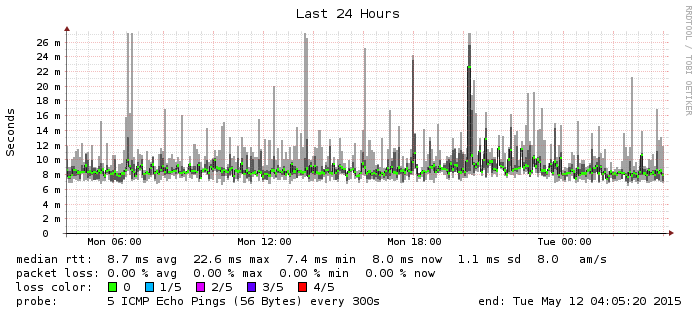 Last 24 Hours
RRDTOOL / TOBI OETIKER
Seconds
26 m
24 m
22 m
20 m
18 m
16 m
14 m
12 m
10 m
8 m
6 m
4 m
2 m
0
Mon 06:00 Mon 12:00 Mon 18:00 Tue 00:00
median rtt: 8.7 ms avg 22.6 ms max 7.4 ms min 8.0 ms now 1.1 ms sd 8.0 am/s
packet loss: 0.00 % avg 0.00 % max 0.00 % min 0.00 % now
loss color: 0 1/5 2/5 3/5 4/5
probe: 5 ICMP Echo Pings (56 Bytes) every 300s end: Tue May 12 04:05:20 2015